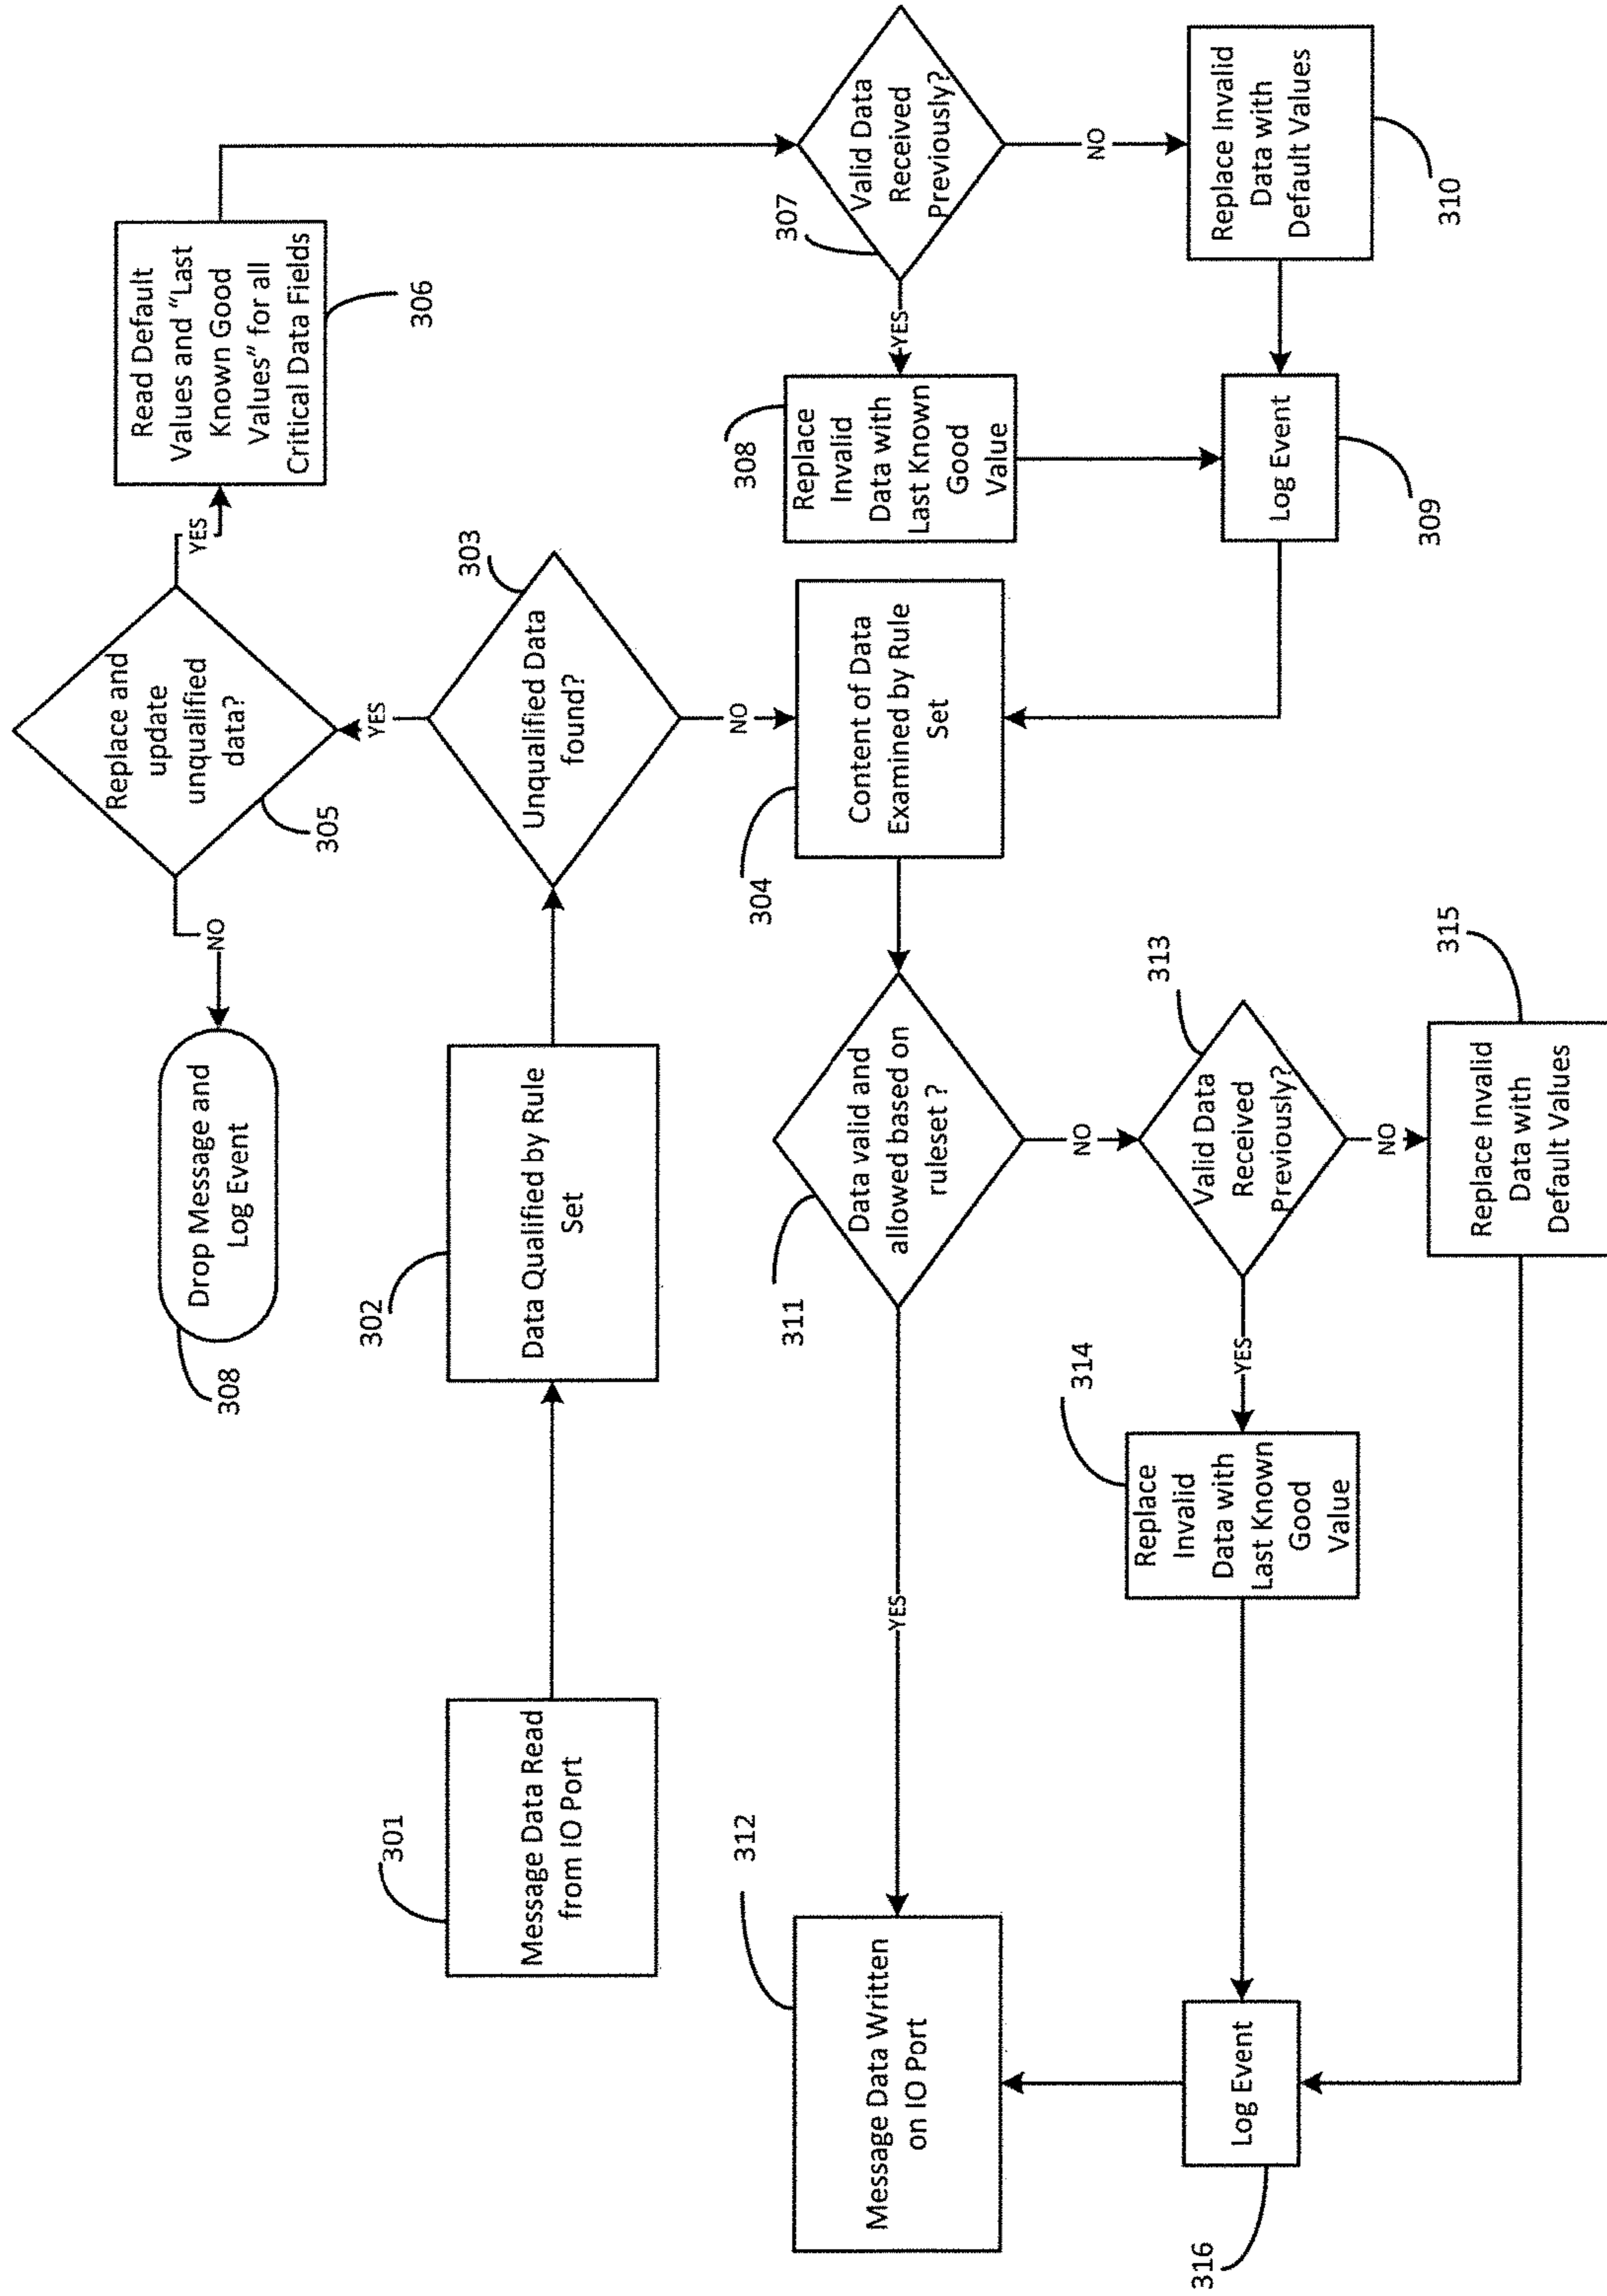 308
Drop Message and
Log Event
NO
305
Replace and
update
unqualified
data?
YES
Read Default
Values and “Last
Known Good
Values” for all
Critical Data Fields
306
301
Message Data Read
from IO Port
302
Data Qualified by Rule
Set
303
Unqualified Data
found?
YES
NO
304
Content of Data
Examined by Rule
Set
307
Valid Data
Received
Previously?
YES
NO
308
Replace
Invalid
Data with
Last Known
Good
Value
Replace Invalid
Data with
Default Values
310
Log Event
309
311
Data valid and
allowed based on
ruleset ?
YES
NO
312
Message Data Written
on IO Port
313
Valid Data
Received
Previously?
YES
NO
314
Replace
Invalid
Data with
Last Known
Good
Value
315
Replace Invalid
Data with
Default Values
Log Event
316